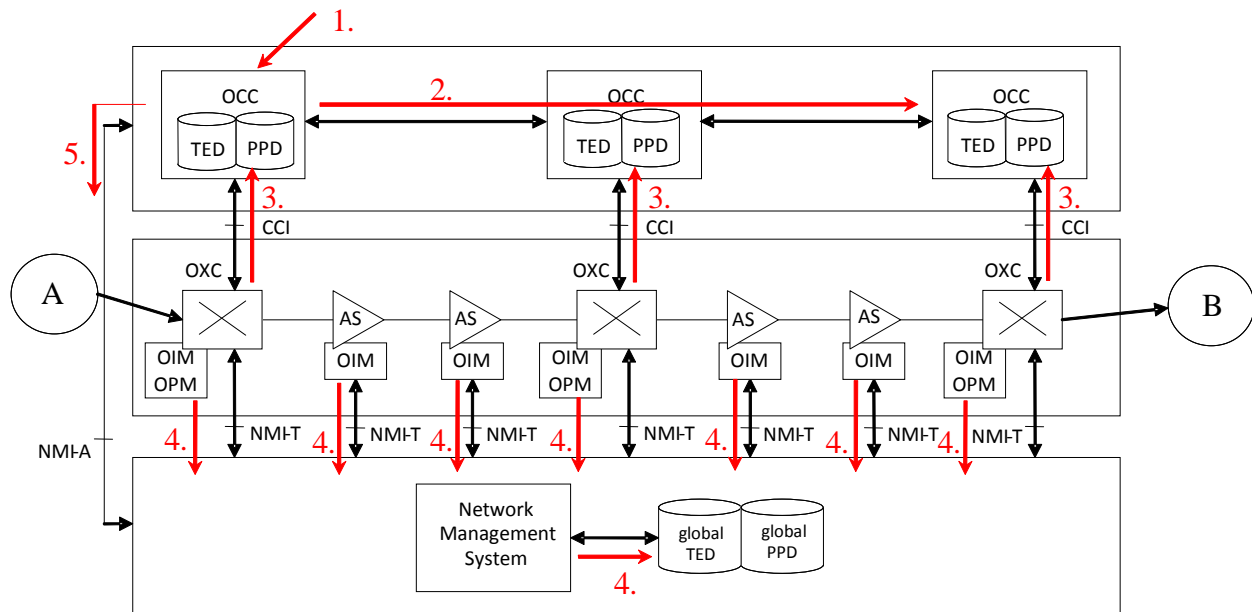 1.
OCC
TED
PPD
2.
OCC
TED
PPD
OCC
TED
PPD
5.
3.
CCI
3.
CCI
3.
CCI
A
OXC
AS
AS
OXC
AS
AS
OXC
B
OIM
OPM
OIM
OIM
OIM
OPM
OIM
OIM
OIM
OPM
4.
NMI-T
4.
NMI-T
4.
NMI-T
4.
NMI-T
4.
NMI-T
4.
NMI-T
4.
NMI-T
NMI-A
Network
Management
System
global
TED
global
PPD
4.